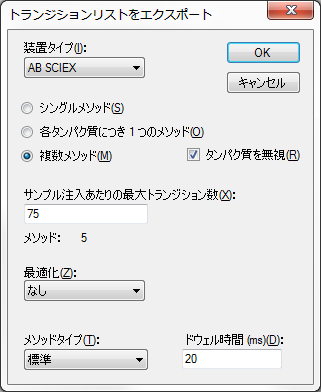 トランジションリストをエクスポート
装置タイプ(I):
AB SCIEX
OK
キャンセル
シングルメソッド(S)
各タンパク質につき1つのメソッド(O)
複数メソッド(M)
タンパク質を無視(R)
サンプル注入あたりの最大トランジション数(X):
75
メソッド: 5
最適化(Z):
なし
メソッドタイプ(T):
標準
ドウェル時間 (ms)(D):
20